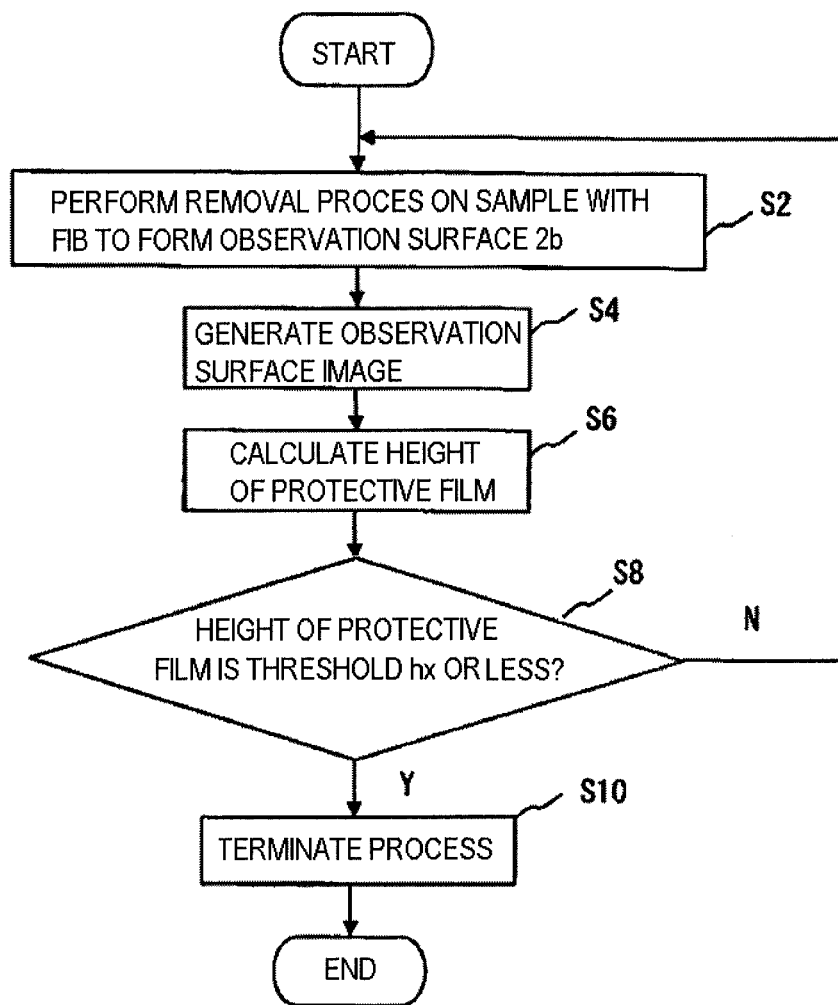 START
PERFORM REMOVAL PROCES ON SAMPLE WITH
FIB TO FORM OBSERVATION SURFACE 2b
S2
GENERATE OBSERVATION
SURFACE IMAGE
S4
CALCULATE HEIGHT
OF PROTECTIVE FILM
S6
HEIGHT OF PROTECTIVE
FILM IS THRESHOLD hx OR LESS?
S8
N
Y
TERMINATE PROCESS
S10
END